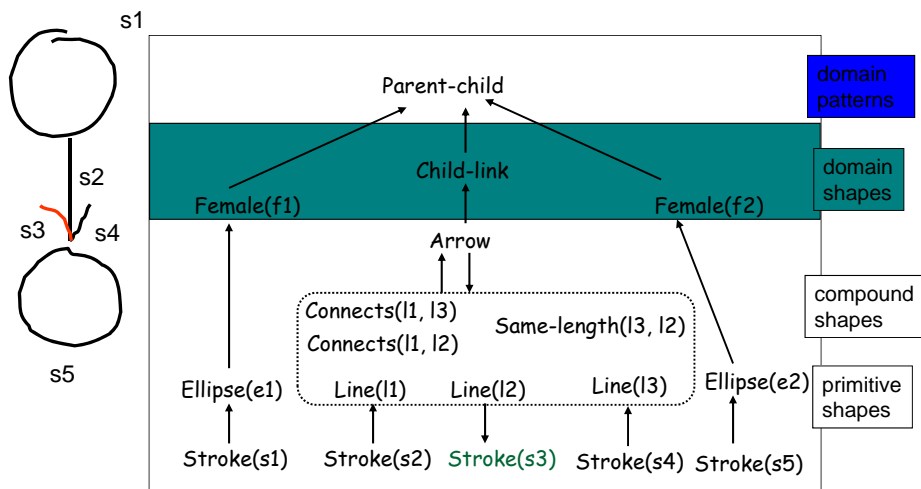 s1
s2
s3
s4
s5
Parent-child
domain
patterns
Child-link
Female(f1)
Female(f2)
domain
shapes
Arrow
Connects(l1, l3)
Connects(l1, l2)
Same-length(l3, l2)
compound
shapes
Ellipse(e1)
Line(l1)
Line(l2)
Line(l3)
Ellipse(e2)
primitive
shapes
Stroke(s1)
Stroke(s2)
Stroke(s3)
Stroke(s4)
Stroke(s5)